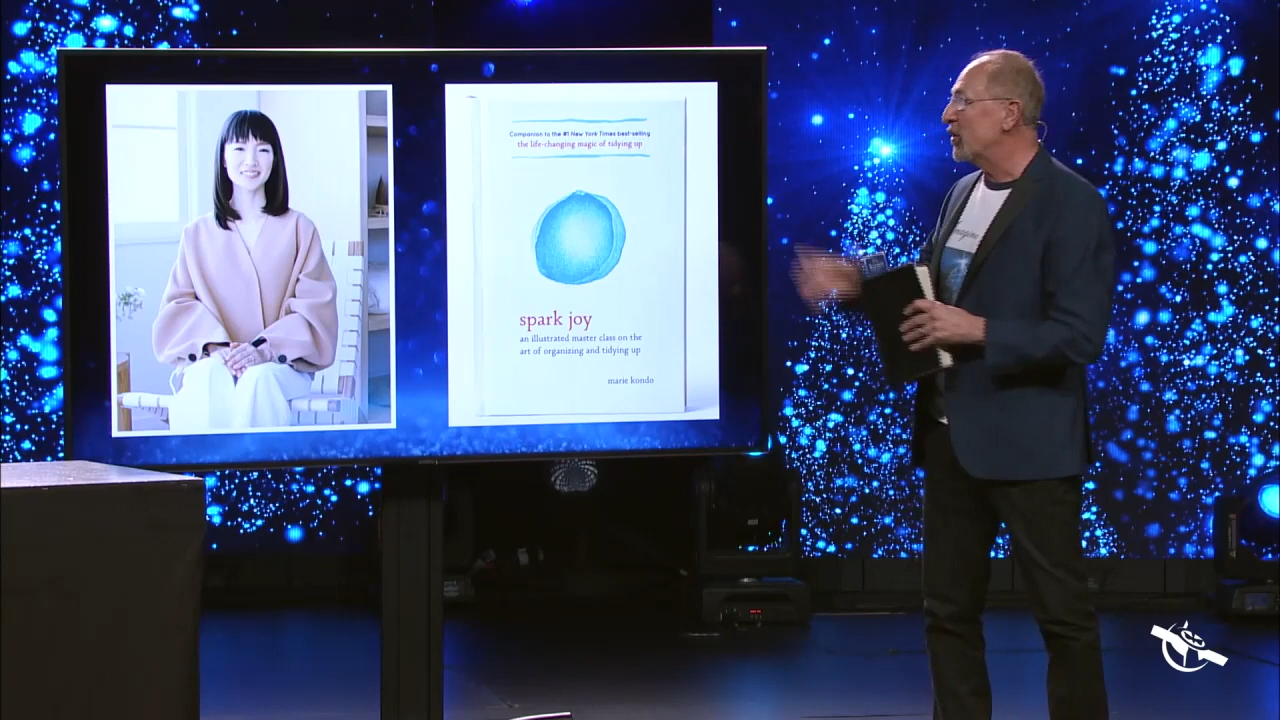 Companion to the #1 New York Times best-selling
the life-changing magic of tidying up
spark joy
an illustrated master class on the
art of organizing and tidying up
marie kondo